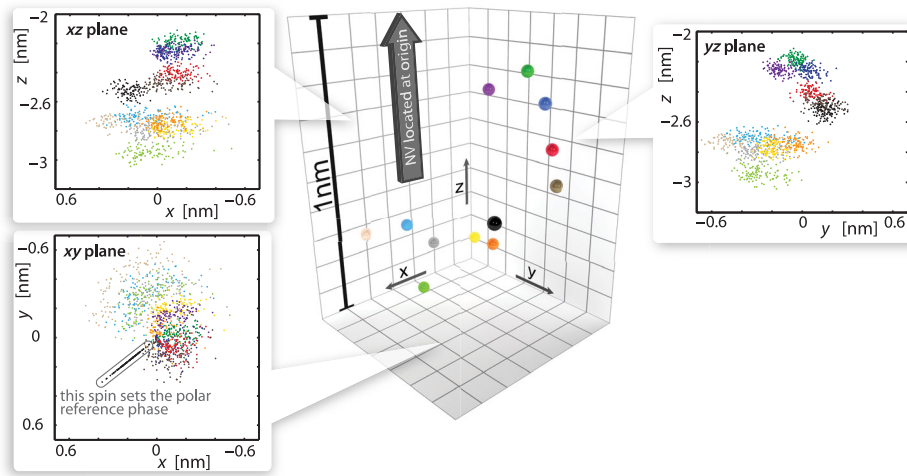 xz plane
z [nm]
−2
−2.6
−3
0.6
0
−0.6
x [nm]
xy plane
y [nm]
−0.6
0
0.6
this spin sets the polar
reference phase
0.6
0
−0.6
x [nm]
1nm
NV located at origin
z
x
y
yz plane
z [nm]
−2
−2.6
−3
−0.6
0
0.6
y [nm]